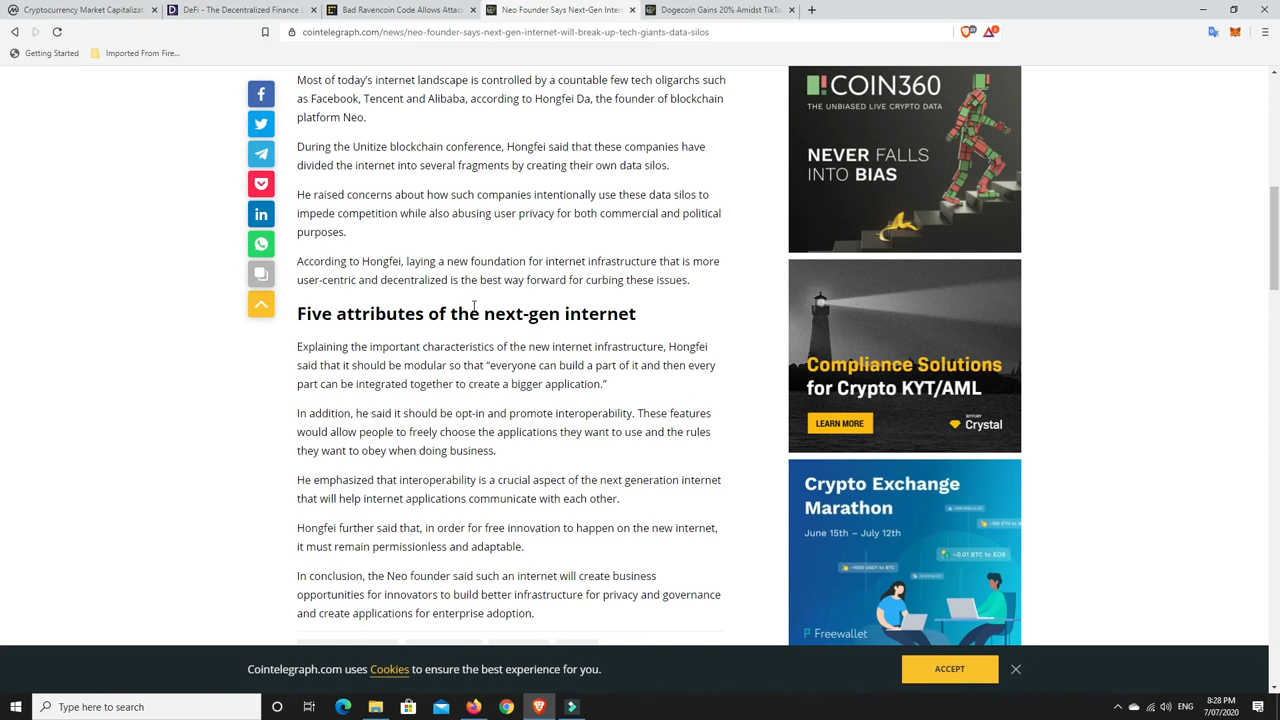 Cryptocurrency Market Capitalizat
DeFi - The Decentralized Finance L
Bad Ravencoin Code Allows Attack
Neo Founder Says Next-Gen Intern
Dogecoin Gains 20% Amidst TikTo
cointelegraph.com/news/neo-founder-says-next-gen-internet-will-break-up-tech-giants-data-silos
Getting Started
Imported From Fire...
Most of today's internet landscape is controlled by a countable few tech oligarchs such
as Facebook, Tencent and Alibaba, according to Hongfei Da, the founder of blockchain
platform Neo.
During the Unitize blockchain conference, Hongfei said that these companies have
divided the internet into several fragments by creating their own data silos.
He raised concerns about how such companies intentionally use these data silos to
impede competition while also abusing user privacy for both commercial and political
purposes.
According to Hongfei, laying a new foundation for internet infrastructure that is more
user-centric and decentralized is the best way forward for curbing these issues.
Five attributes of the next-gen internet
Explaining the important characteristics of the new internet infrastructure, Hongfei
said that it should be modular so that “everyone can build a part of it and then every
part can be integrated together to create a bigger application.”
In addition, he said it should be opt-in and promote interoperability. These features
would allow people to freely choose the applications they want to use and the rules
they want to obey when doing business.
He emphasized that interoperability is a crucial aspect of the next generation internet
that will help internet applications communicate with each other.
Hongfei further said that, in order for free innovation to happen on the new internet,
it must remain permissionless and adaptable.
In conclusion, the Neo founder said such an internet will create business
opportunities for innovators to build better infrastructure for privacy and governance
and create applications for enterprise adoption.
COIN360
THE UNBIASED LIVE CRYPTO DATA
NEVER FALLS
INTO BIAS
Compliance Solutions
for Crypto KYT/AML
LEARN MORE
BITFURY
Crystal
Crypto Exchange
Marathon
June 15th – July 12th
~0.01 BTC to EOS
~1000 USDT to BTC
Freewallet
Cointelegraph.com uses Cookies to ensure the best experience for you.
ACCEPT
Type here to search
ENG
8:28 PM
7/07/2020